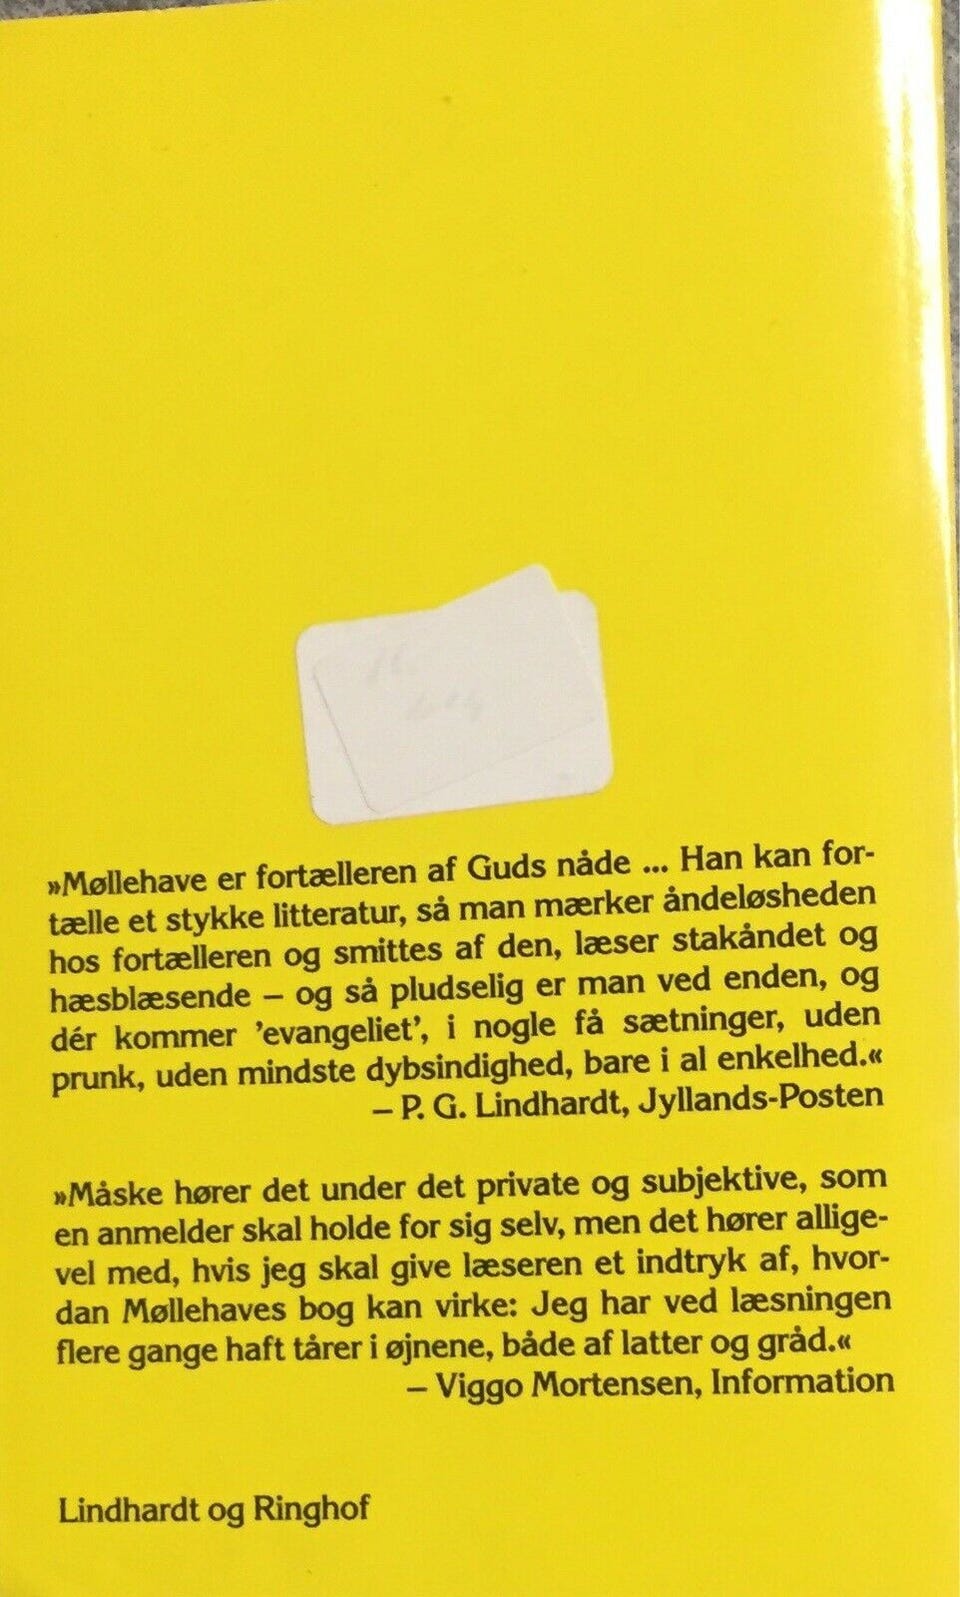 »Møllehave er fortælleren af Guds nåde ... Han kan for-
tælle et stykke litteratur, så man mærker åndeløsheden
hos fortælleren og smittes af den, læser stakåndet og
hæsblæsende – og så pludselig er man ved enden, og
dér kommer 'evangeliet', i nogle få sætninger, uden
prunk, uden mindste dybsindighed, bare i al enkelhed.«
– P. G. Lindhardt, Jyllands-Posten
»Måske hører det under det private og subjektive, som
en anmelder skal holde for sig selv, men det hører allige-
vel med, hvis jeg skal give læseren et indtryk af, hvor-
dan Møllehaves bog kan virke: Jeg har ved læsningen
flere gange haft tårer i øjnene, både af latter og gråd.«
– Viggo Mortensen, Information
Lindhardt og Ringhof